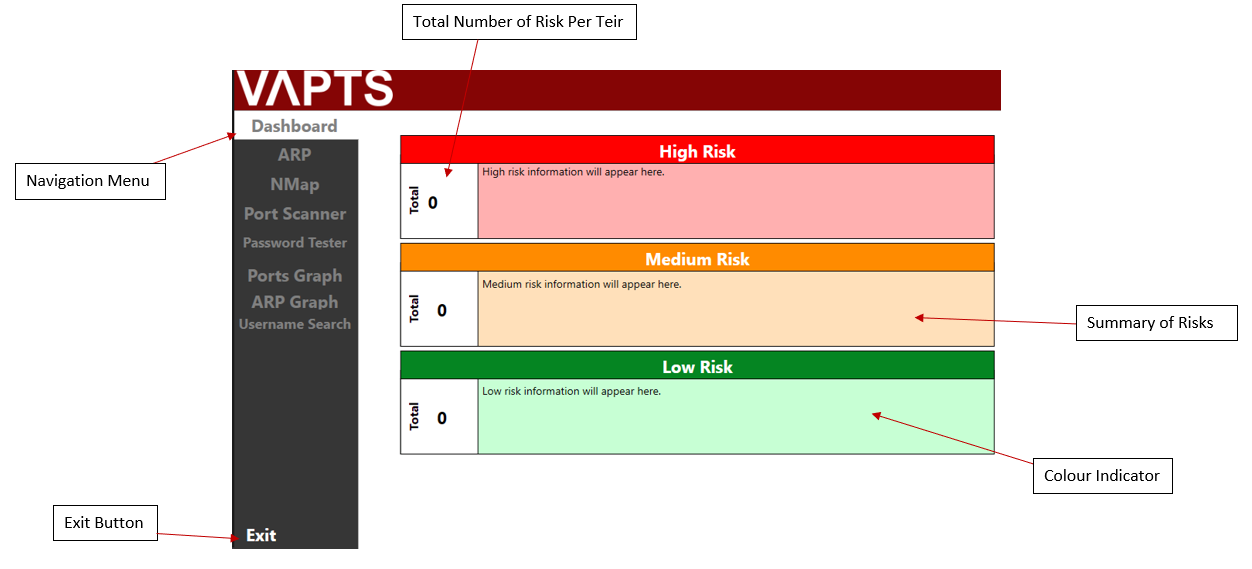 Total Number of Risk Per Teir
VAPTS
Dashboard
ARP
NMap
Port Scanner
Password Tester
Ports Graph
ARP Graph
Username Search
Exit
Navigation Menu
Exit Button
High Risk
Total
0
High risk information will appear here.
Medium Risk
Total
0
Medium risk information will appear here.
Low Risk
Total
0
Low risk information will appear here.
Summary of Risks
Colour Indicator